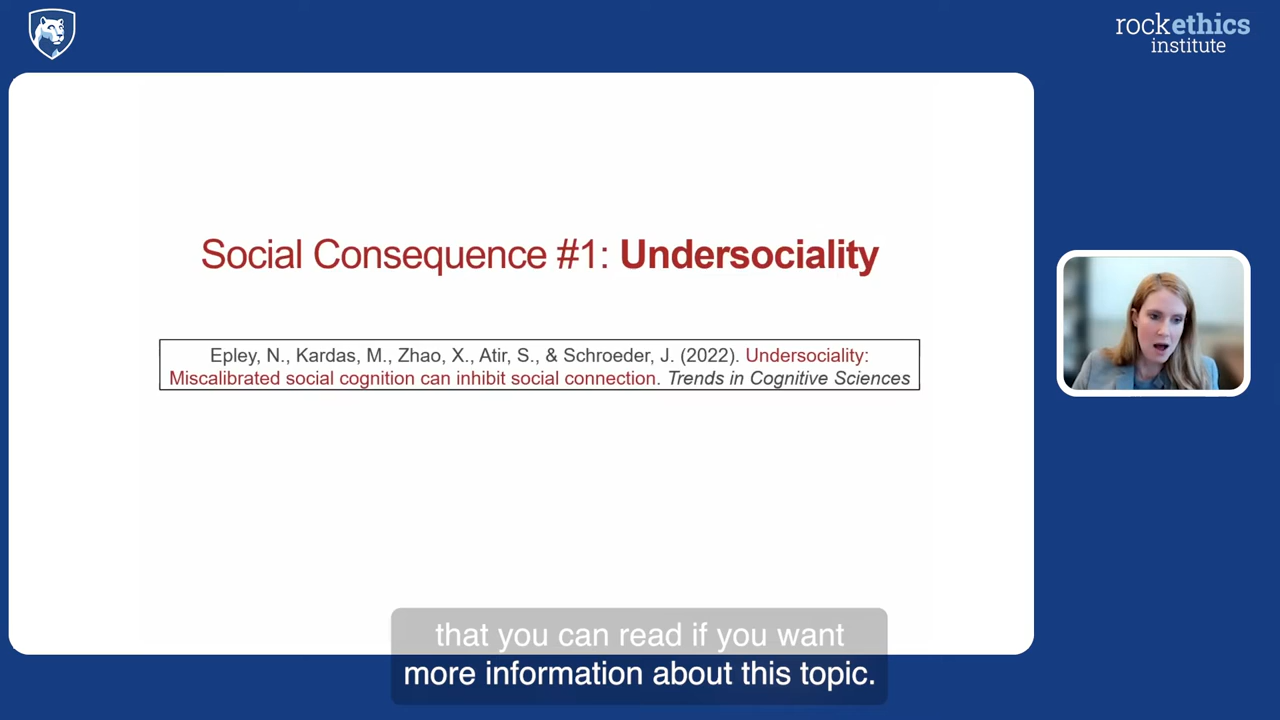 rockethics
institute
Social Consequence #1: Undersociality
Epley, N., Kardas, M., Zhao, X., Atir, S., & Schroeder, J. (2022). Undersociality:
Miscalibrated social cognition can inhibit social connection. Trends in Cognitive Sciences
that you can read if you want
more information about this topic.